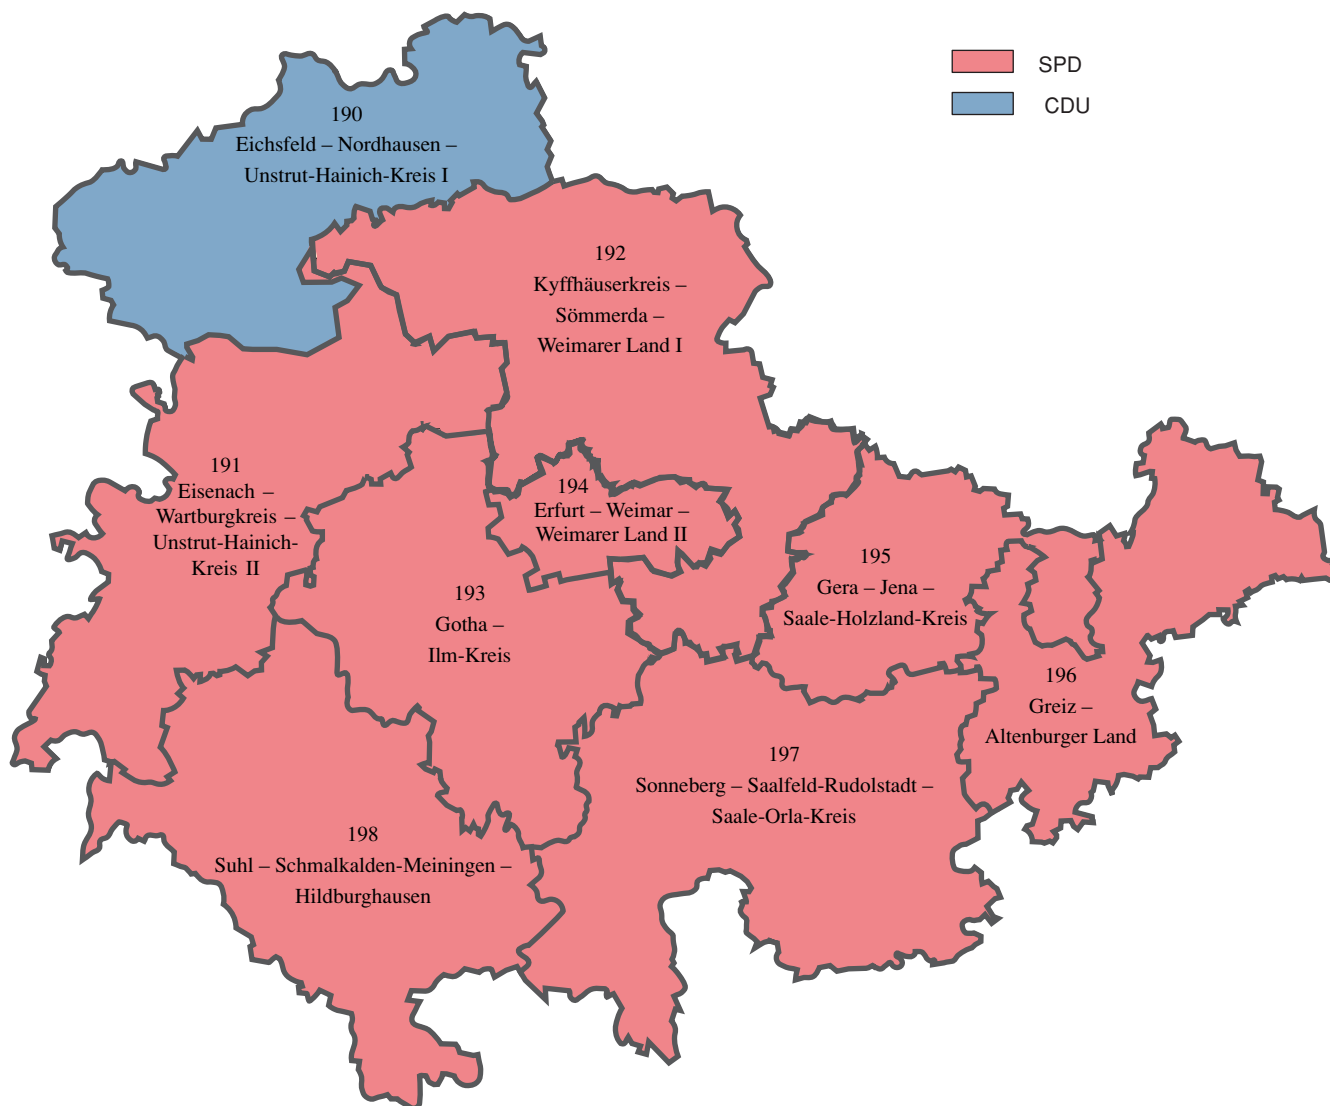 SPD
CDU
190
Eichsfeld – Nordhausen –
Unstrut-Hainich-Kreis I
192
Kyffhäuserkreis –
Sömmerda –
Weimarer Land I
191
Eisenach –
Wartburgkreis –
Unstrut-Hainich-
Kreis II
194
Erfurt – Weimar –
Weimarer Land II
195
Gera – Jena –
Saale-Holzland-Kreis
193
Gotha –
Ilm-Kreis
196
Greiz –
Altenburger Land
197
Sonneberg – Saalfeld-Rudolstadt –
Saale-Orla-Kreis
198
Suhl – Schmalkalden-Meiningen –
Hildburghausen